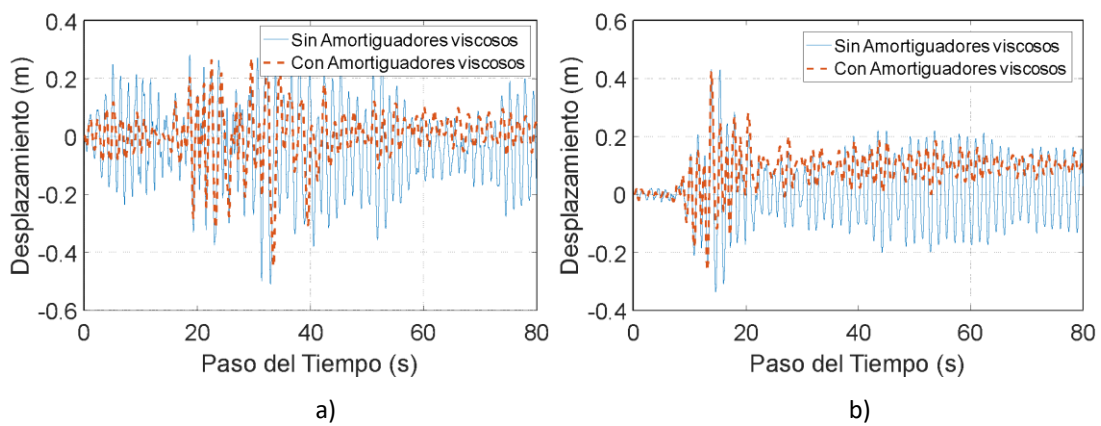 0.4
0.2
0
-0.2
-0.4
-0.6
0 20 40 60 80
Desplazamiento (m)
Paso del Tiempo (s)
Sin Amortiguadores viscosos
Con Amortiguadores viscosos
a)
0.6
0.4
0.2
0
-0.2
-0.4
0 20 40 60 80
Desplazamiento (m)
Paso del Tiempo (s)
Sin Amortiguadores viscosos
Con Amortiguadores viscosos
b)